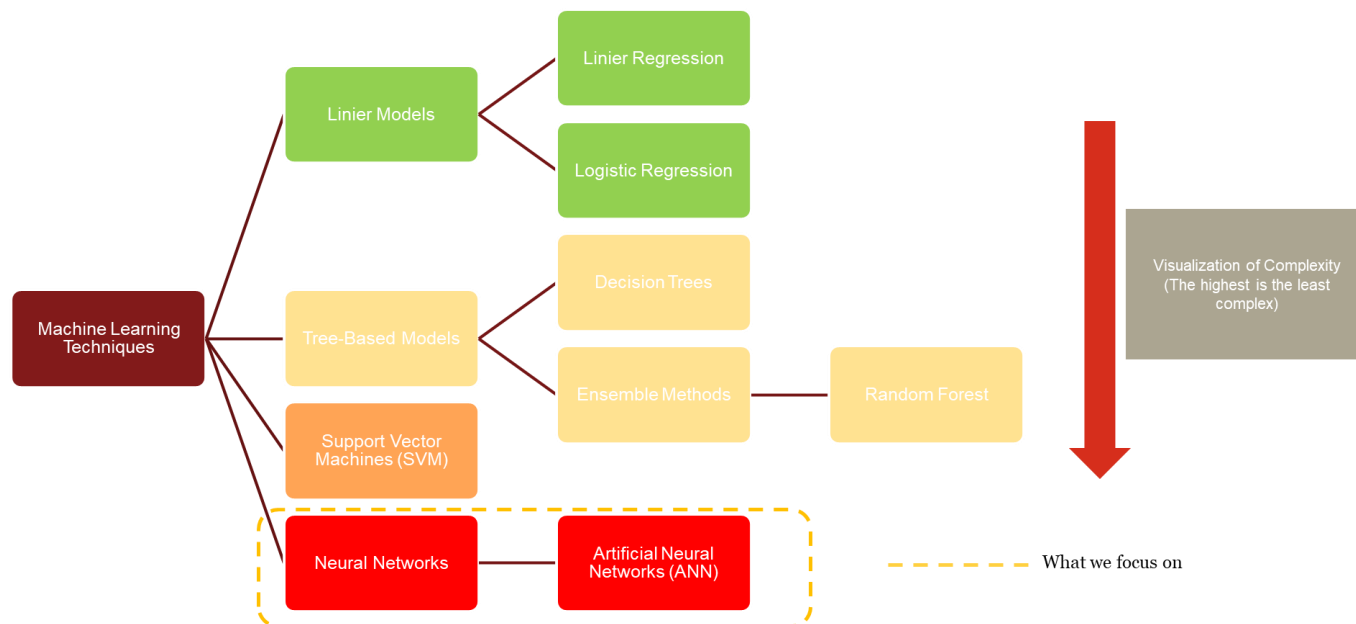 Linier Regression
Linier Models
Logistic Regression
Decision Trees
Visualization of Complexity
(The highest is the least
complex)
Machine Learning
Techniques
Tree-Based Models
Ensemble Methods
Random Forest
Support Vector
Machines (SVM)
Neural Networks
Artificial Neural
Networks (ANN)
What we focus on